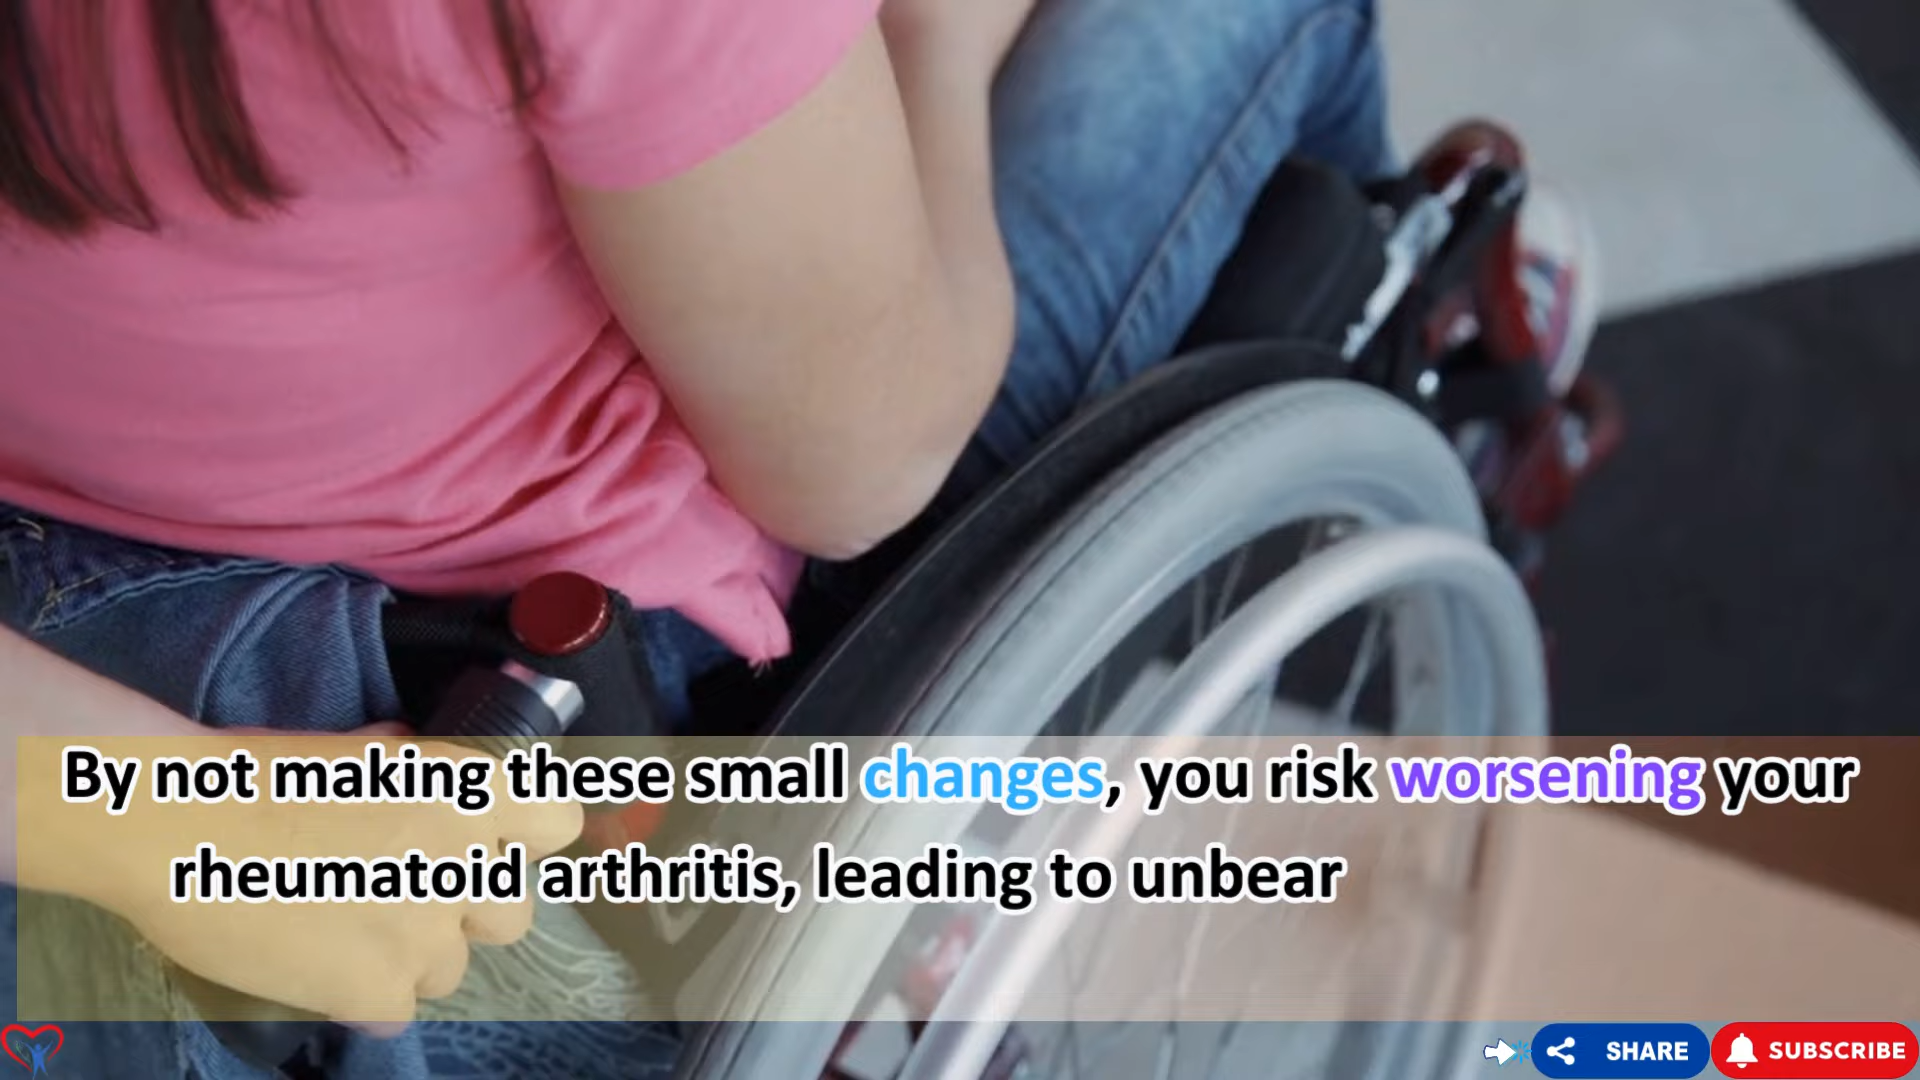 By not making these small changes, you risk worsening your
rheumatoid arthritis, leading to unbear
SHARE
SUBSCRIBE